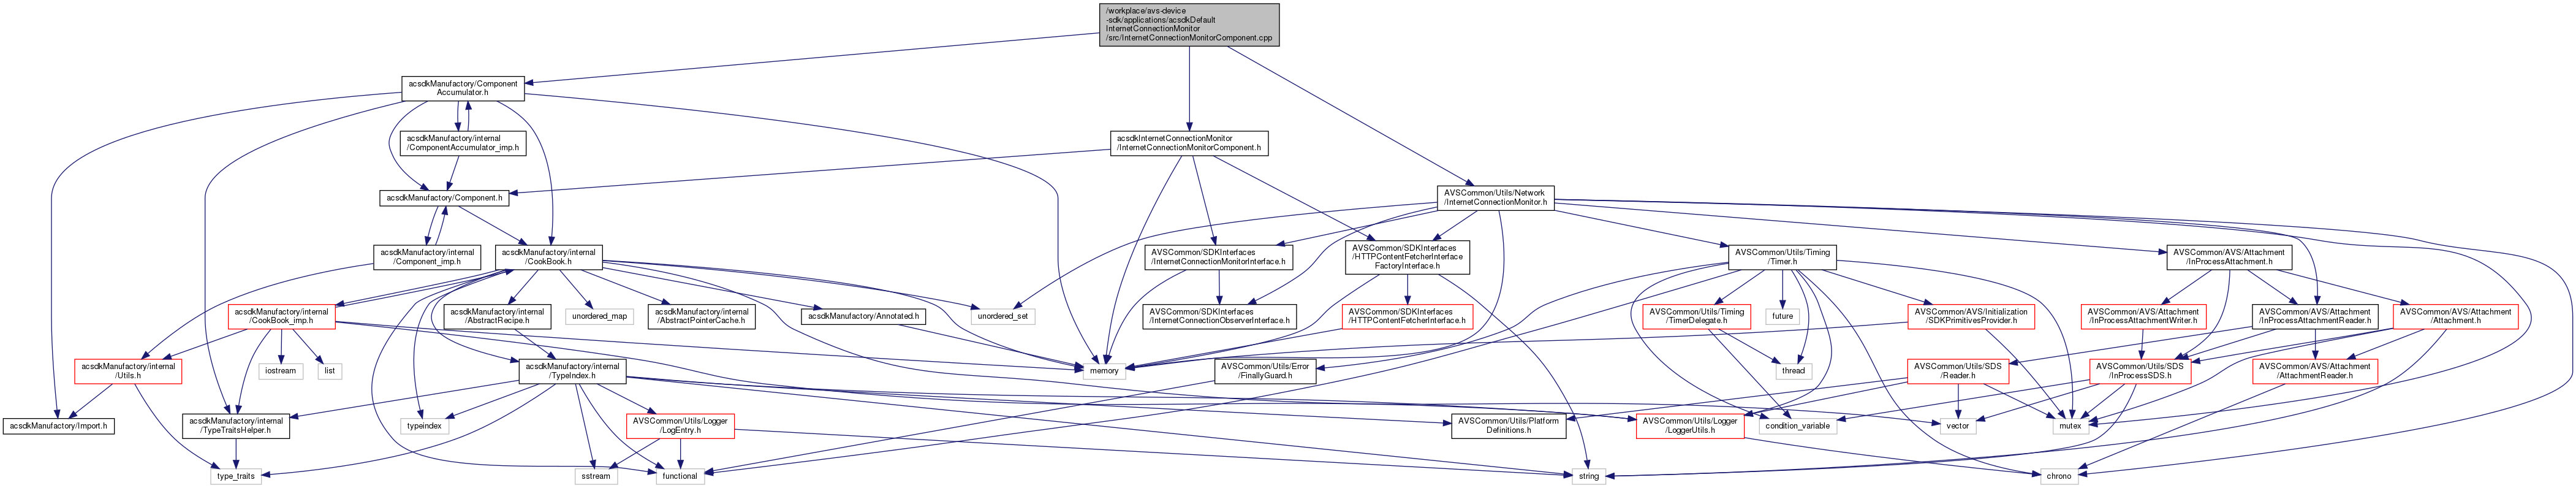 /workplace/avs-device
-sdk/applications/acsdkDefault
InternetConnectionMonitor
/src/InternetConnectionMonitorComponent.cpp
acsdkManufactory/Component
Accumulator.h
acsdkManufactory/internal
/ComponentAccumulator_imp.h
acsdkInternetConnectionMonitor
/InternetConnectionMonitorComponent.h
acsdkManufactory/Component.h
AVSCommon/Utils/Network
/InternetConnectionMonitor.h
acsdkManufactory/internal
/Component_imp.h
acsdkManufactory/internal
/CookBook.h
AVSCommon/SDKInterfaces
/InternetConnectionMonitorInterface.h
AVSCommon/SDKInterfaces
/HTTPContentFetcherInterface
FactoryInterface.h
AVSCommon/Utils/Timing
/Timer.h
AVSCommon/AVS/Attachment
/InProcessAttachment.h
acsdkManufactory/internal
/CookBook_imp.h
acsdkManufactory/internal
/AbstractRecipe.h
unordered_map
acsdkManufactory/internal
/AbstractPointerCache.h
acsdkManufactory/Annotated.h
unordered_set
AVSCommon/SDKInterfaces
/InternetConnectionObserverInterface.h
AVSCommon/SDKInterfaces
/HTTPContentFetcherInterface.h
AVSCommon/Utils/Timing
/TimerDelegate.h
future
AVSCommon/AVS/Initialization
/SDKPrimitivesProvider.h
AVSCommon/AVS/Attachment
/InProcessAttachmentWriter.h
AVSCommon/AVS/Attachment
/InProcessAttachmentReader.h
AVSCommon/AVS/Attachment
/Attachment.h
acsdkManufactory/internal
/Utils.h
iostream
list
acsdkManufactory/internal
/TypeIndex.h
memory
AVSCommon/Utils/Error
/FinallyGuard.h
thread
AVSCommon/Utils/SDS
/Reader.h
AVSCommon/Utils/SDS
/InProcessSDS.h
AVSCommon/AVS/Attachment
/AttachmentReader.h
acsdkManufactory/Import.h
acsdkManufactory/internal
/TypeTraitsHelper.h
typeindex
AVSCommon/Utils/Logger
/LogEntry.h
AVSCommon/Utils/Platform
Definitions.h
AVSCommon/Utils/Logger
/LoggerUtils.h
condition_variable
vector
mutex
type_traits
sstream
functional
string
chrono